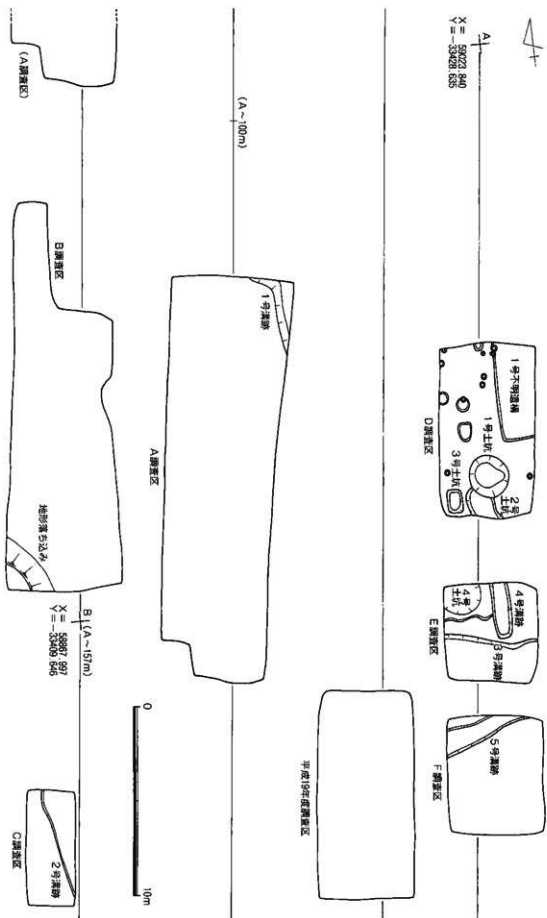 A
X = 59023.840
Y = -33428.635
1号不明遺構
1号土坑
3号土坑
2号
土坑
D調査区
4号溝跡
4号
土坑
3号溝跡
E調査区
5号溝跡
F調査区
平成19年度調査区
(A~100m)
1号溝跡
A調査区
(A調査区)
B調査区
地形落ち込み
B (A~157m)
X = 58867.997
Y = -33409.646
2号溝跡
C調査区
0
10m